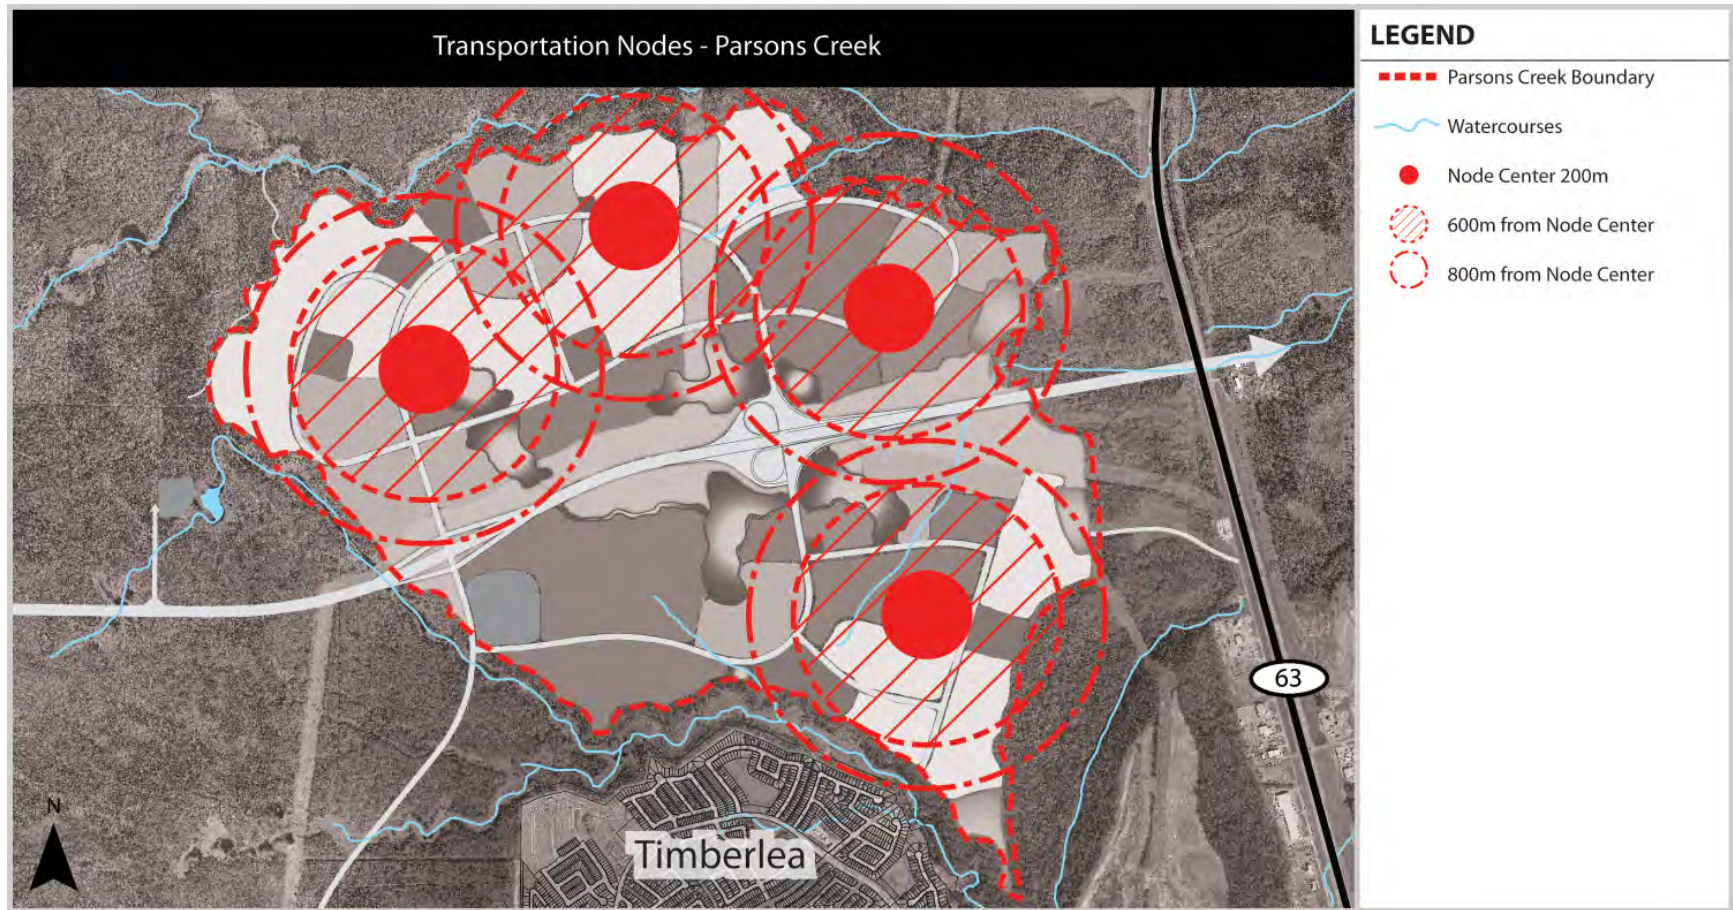 Transportation Nodes - Parsons Creek
LEGEND
Parsons Creek Boundary
Watercourses
Node Center 200m
600m from Node Center
800m from Node Center
63
N
Timberlea